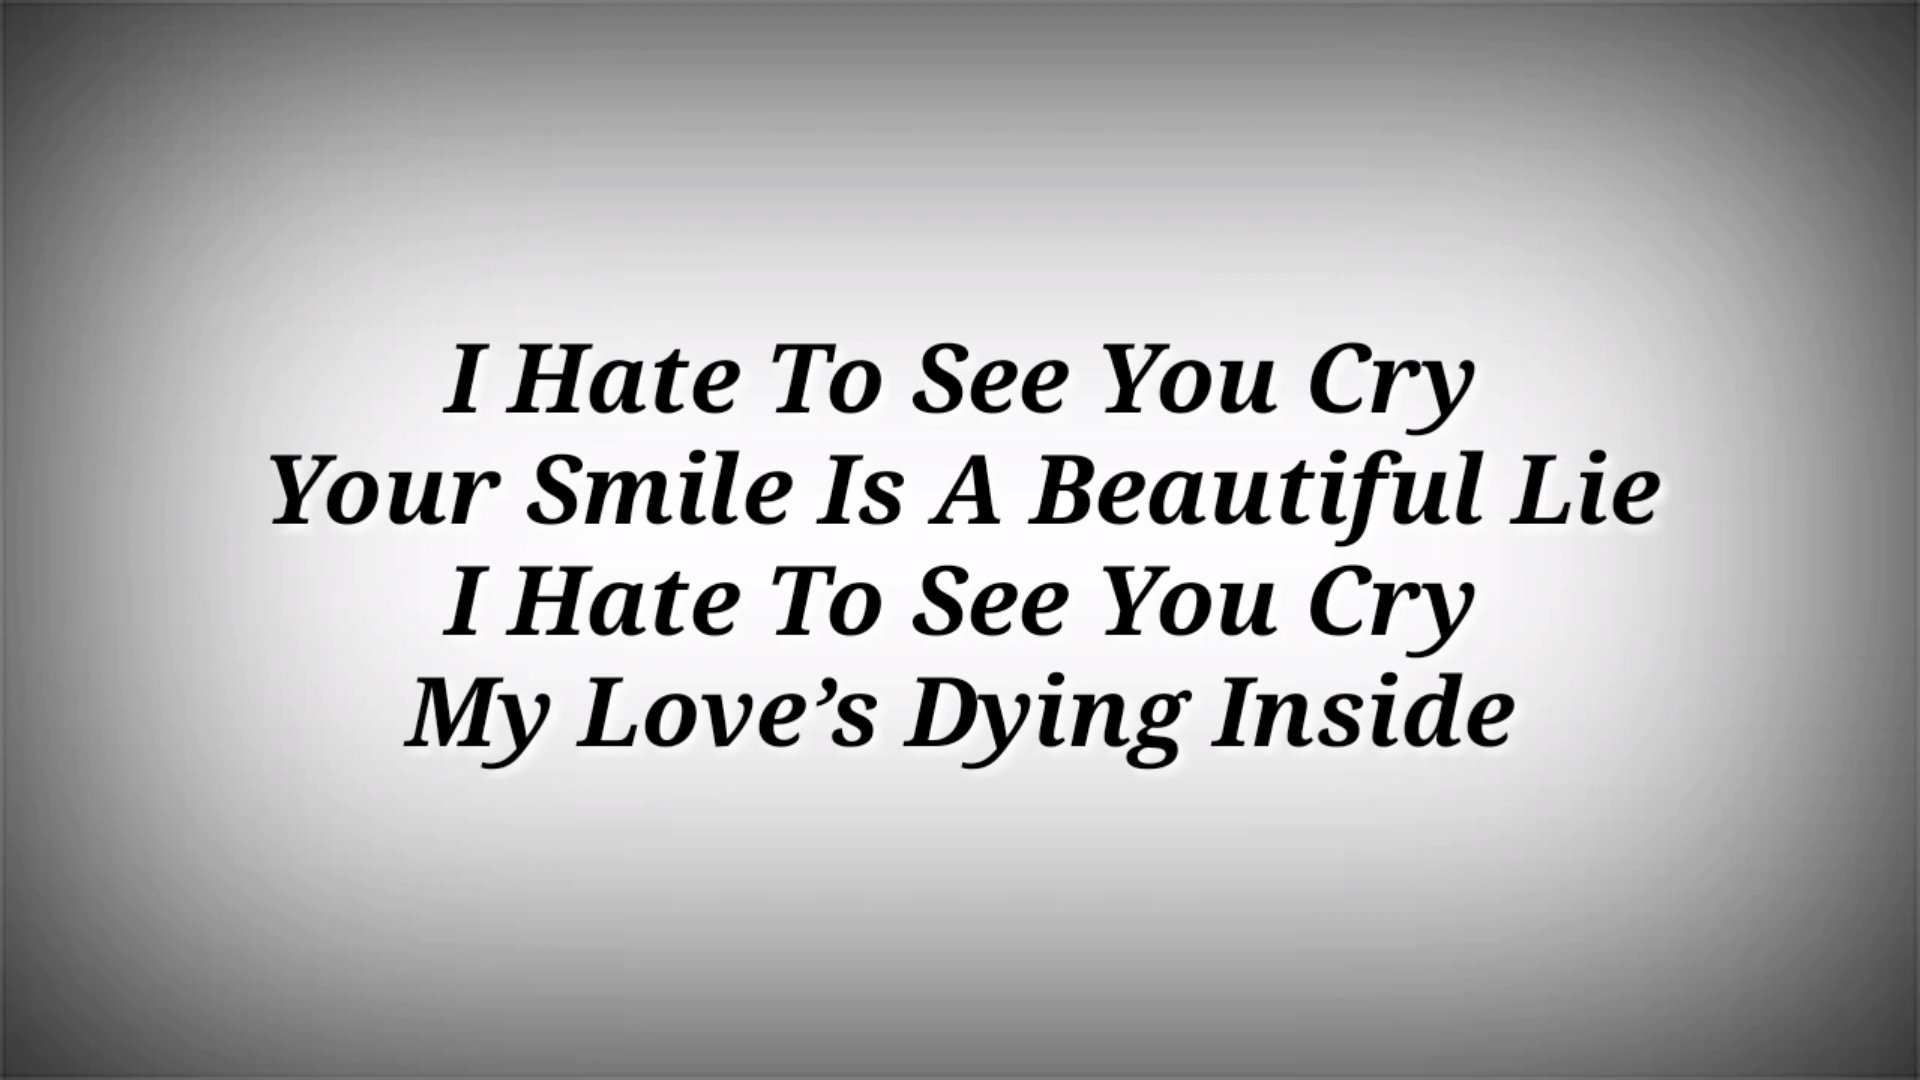 I Hate To See You Cry
Your Smile Is A Beautiful Lie
I Hate To See You Cry
My Love’s Dying Inside